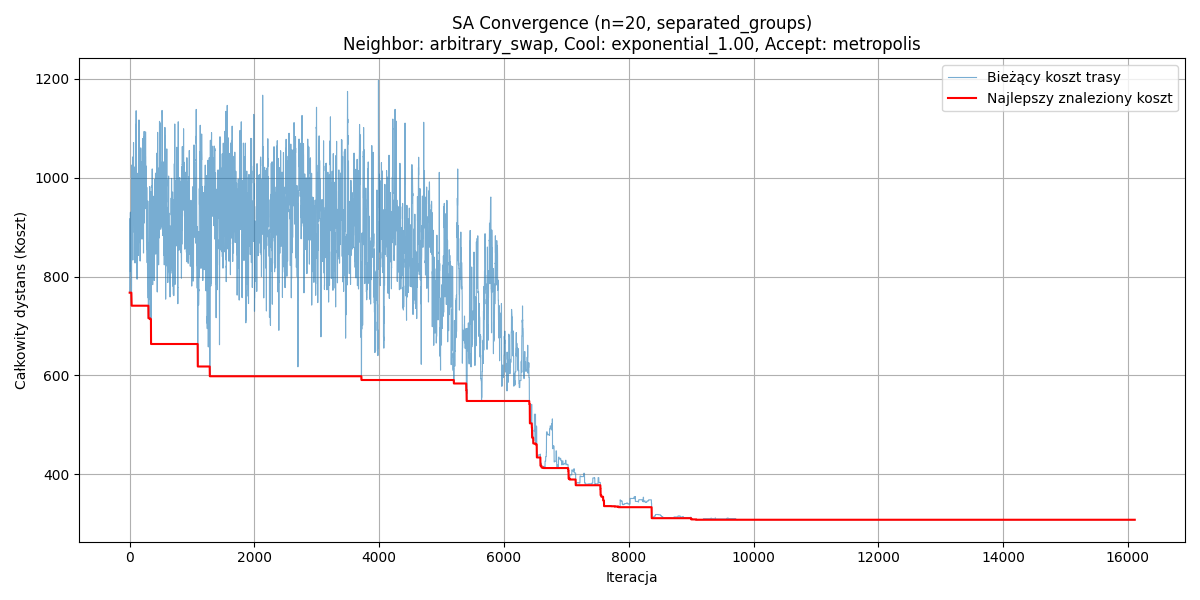 SA Convergence (n=20, separated_groups)
Neighbor: arbitrary_swap, Cool: exponential_1.00, Accept: metropolis
Bieżący koszt trasy
Najlepszy znaleziony koszt
Całkowity dystans (Koszt)
1200
1000
800
600
400
0 2000 4000 6000 8000 10000 12000 14000 16000
Iteracja